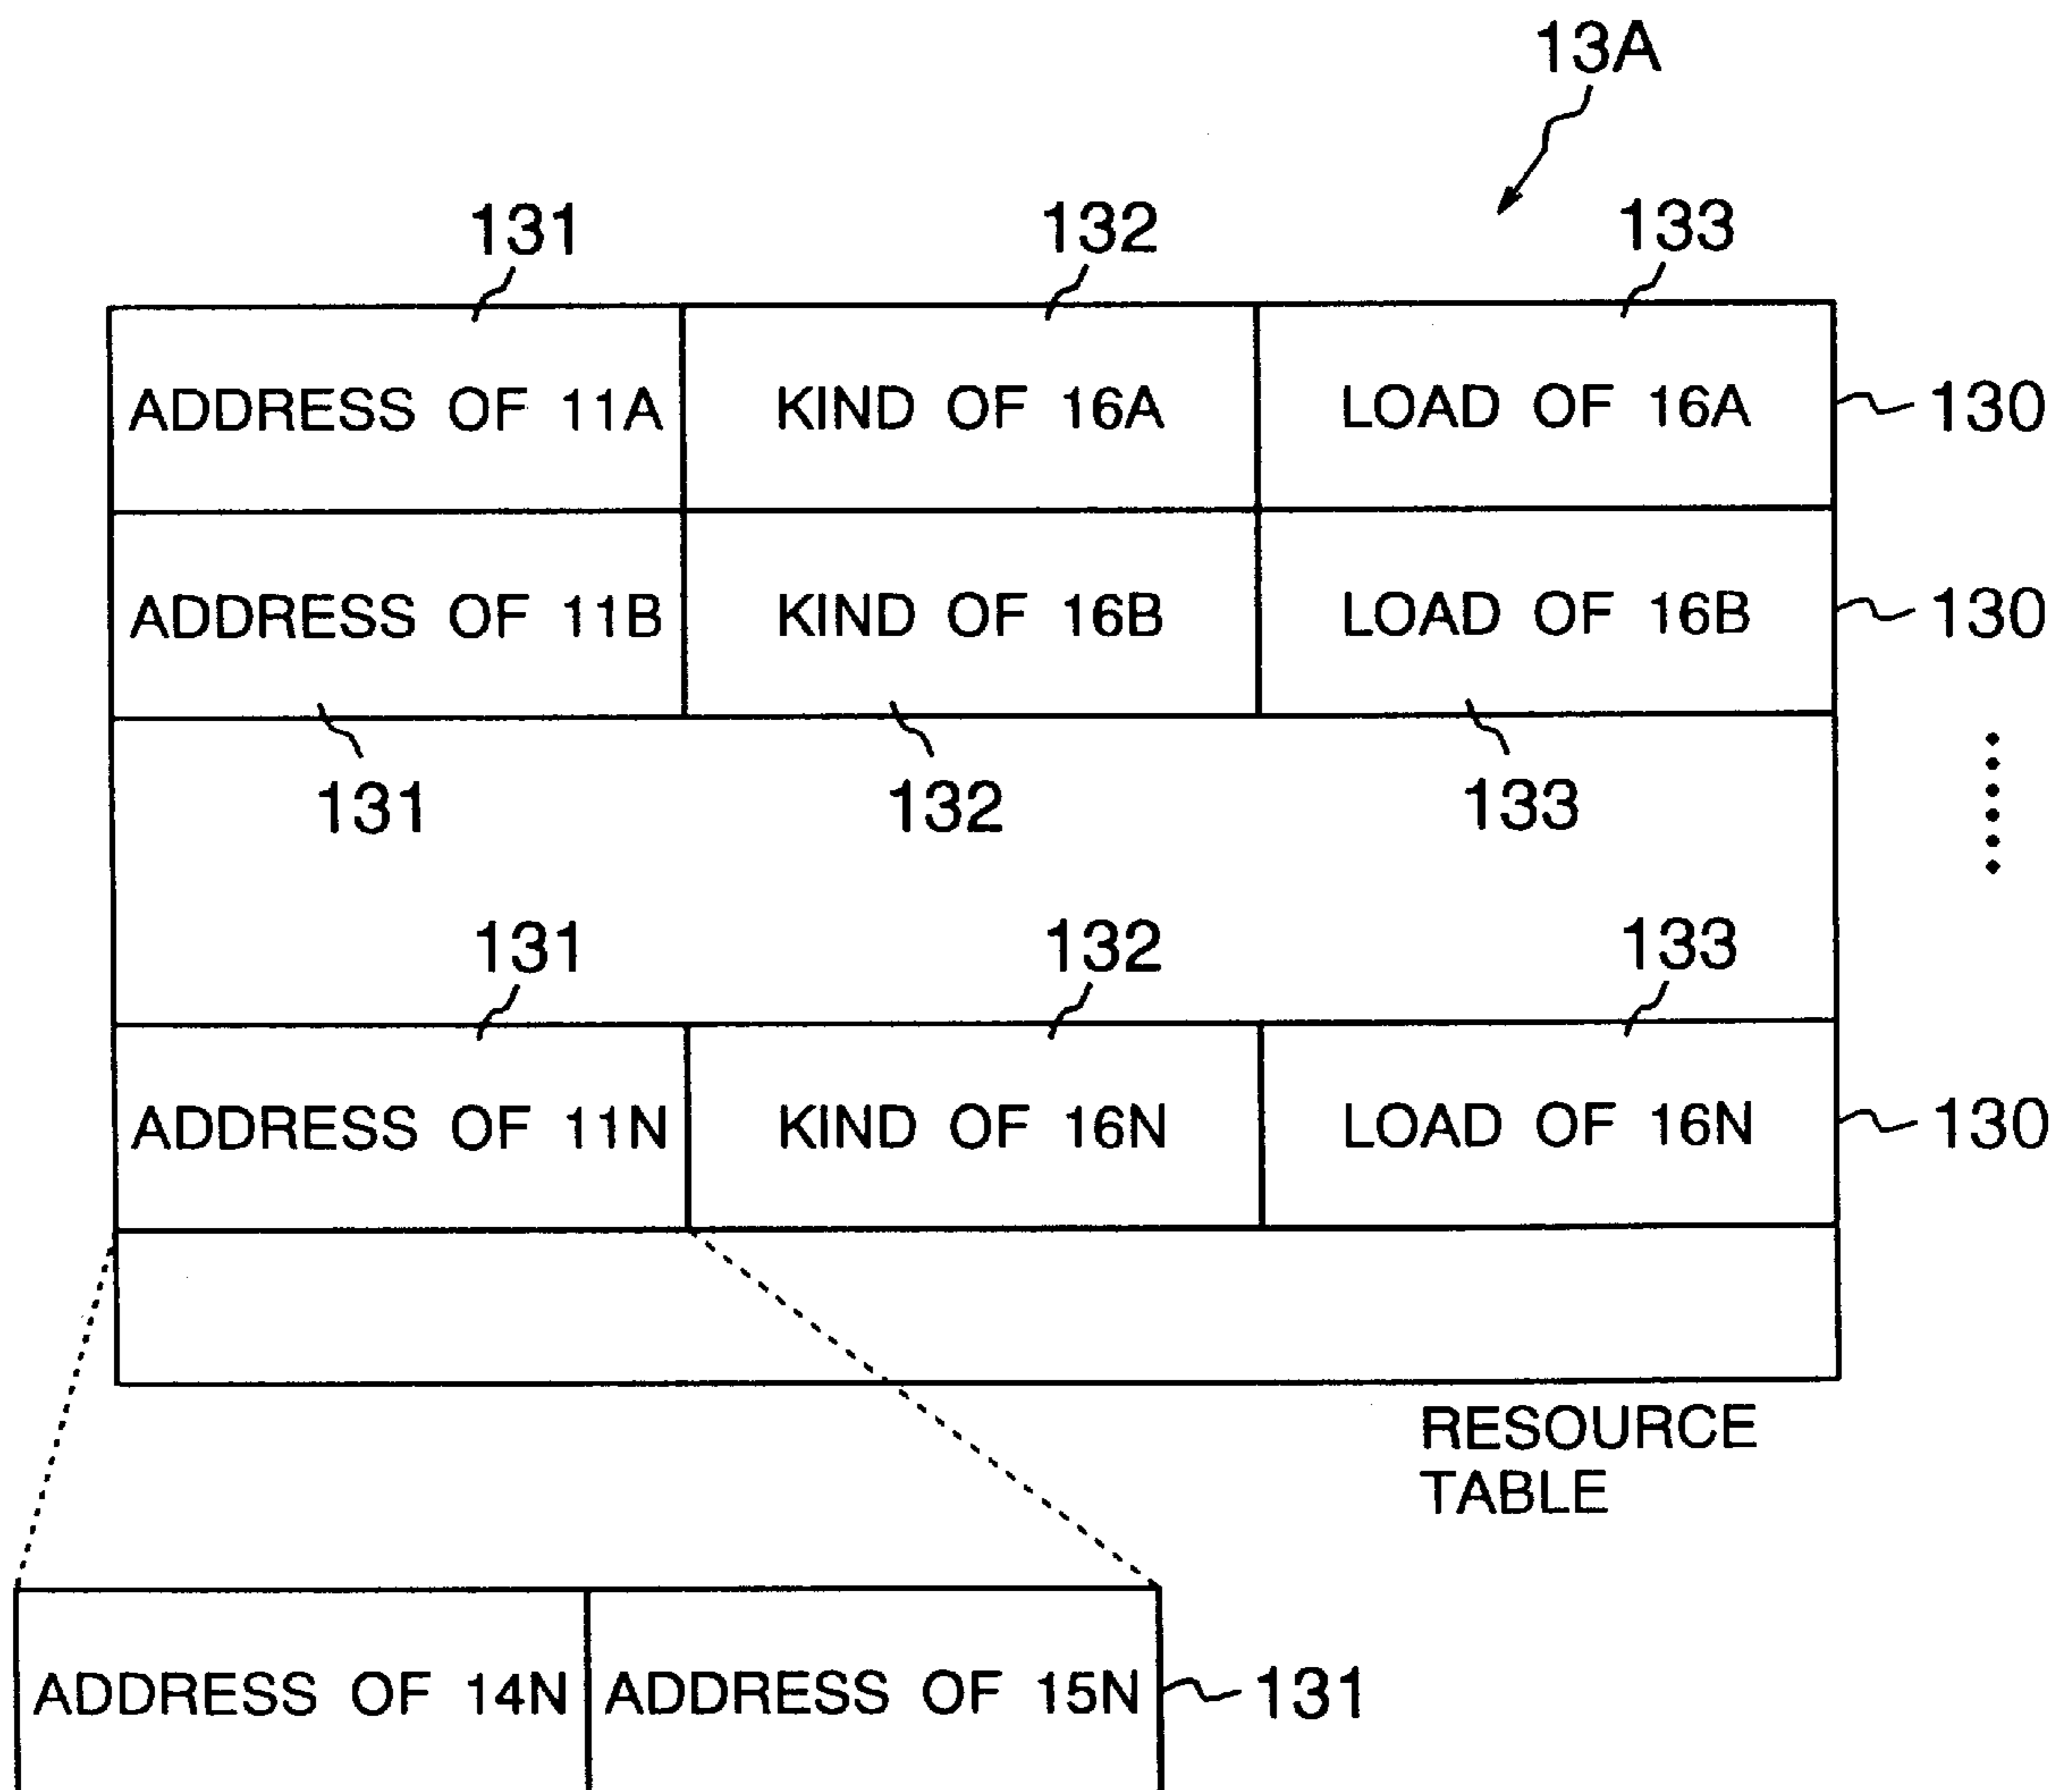 13A
131 132 133
ADDRESS OF 11A KIND OF 16A LOAD OF 16A 130
ADDRESS OF 11B KIND OF 16B LOAD OF 16B 130
131 132 133
131 132 133
ADDRESS OF 11N KIND OF 16N LOAD OF 16N 130
RESOURCE
TABLE
ADDRESS OF 14N ADDRESS OF 15N 131